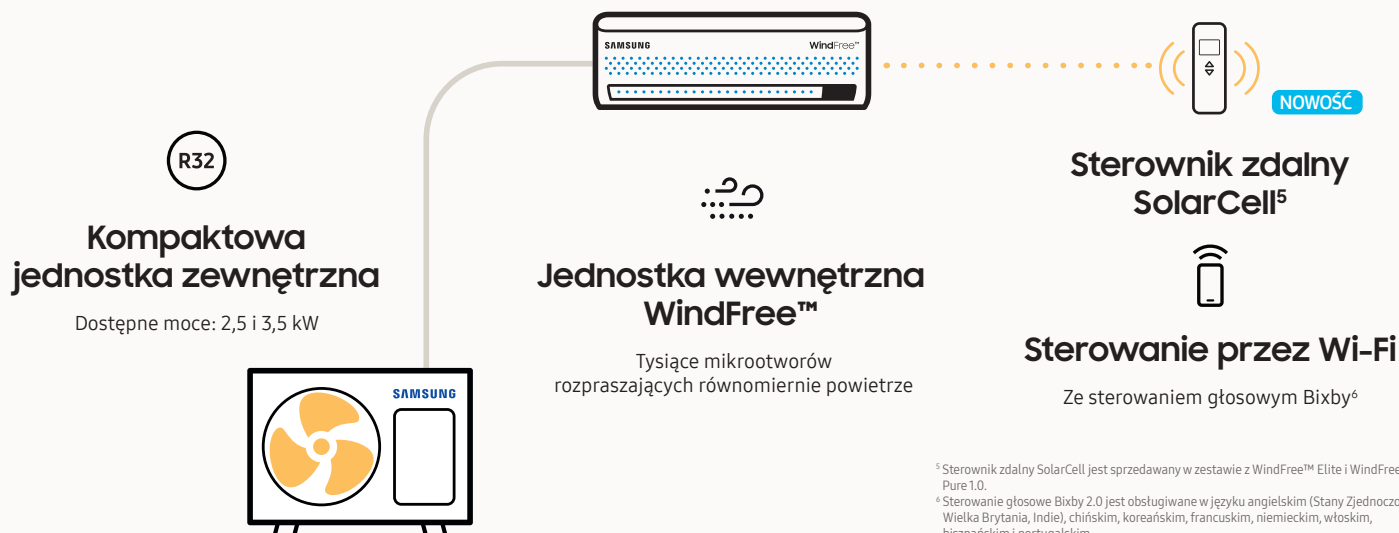 SAMSUNG
WindFree™
NOWOŚĆ
R32
Kompaktowa
jednostka zewnętrzna
Dostępne moce: 2,5 i 3,5 kW
SAMSUNG
Jednostka wewnętrzna
WindFree™
Tysiące mikrootworów
rozpraszających równomiernie powietrze
Sterownik zdalny
SolarCell⁵
Sterowanie przez Wi-Fi
Ze sterowaniem głosowym Bixby⁶
⁵ Sterownik zdalny SolarCell jest sprzedawany w zestawie z WindFree™ Elite i WindFree
Pure 1.0.
⁶ Sterowanie głosowe Bixby 2.0 jest obsługiwane w języku angielskim (Stany Zjednoczo
Wielka Brytania, Indie), chińskim, koreańskim, francuskim, niemieckim, włoskim,
hiszpańskim i portugalskim